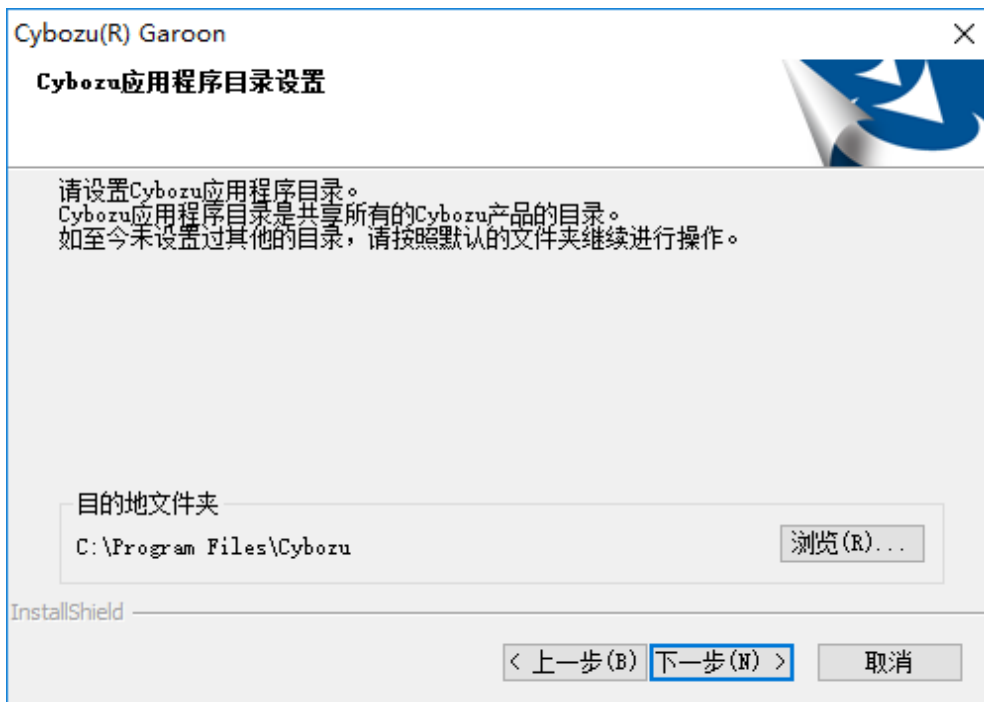 Cybozu(R) Garoon
Cybozu应用程序目录设置
请设置Cybozu应用程序目录。
Cybozu应用程序目录是共享所有的Cybozu产品的目录。
如至今未设置过其他的目录，请按照默认的文件夹继续进行操作。
目的地文件夹
C:\Program Files\Cybozu
浏览(R)...
InstallShield
< 上一步(B)
下一步(N) >
取消